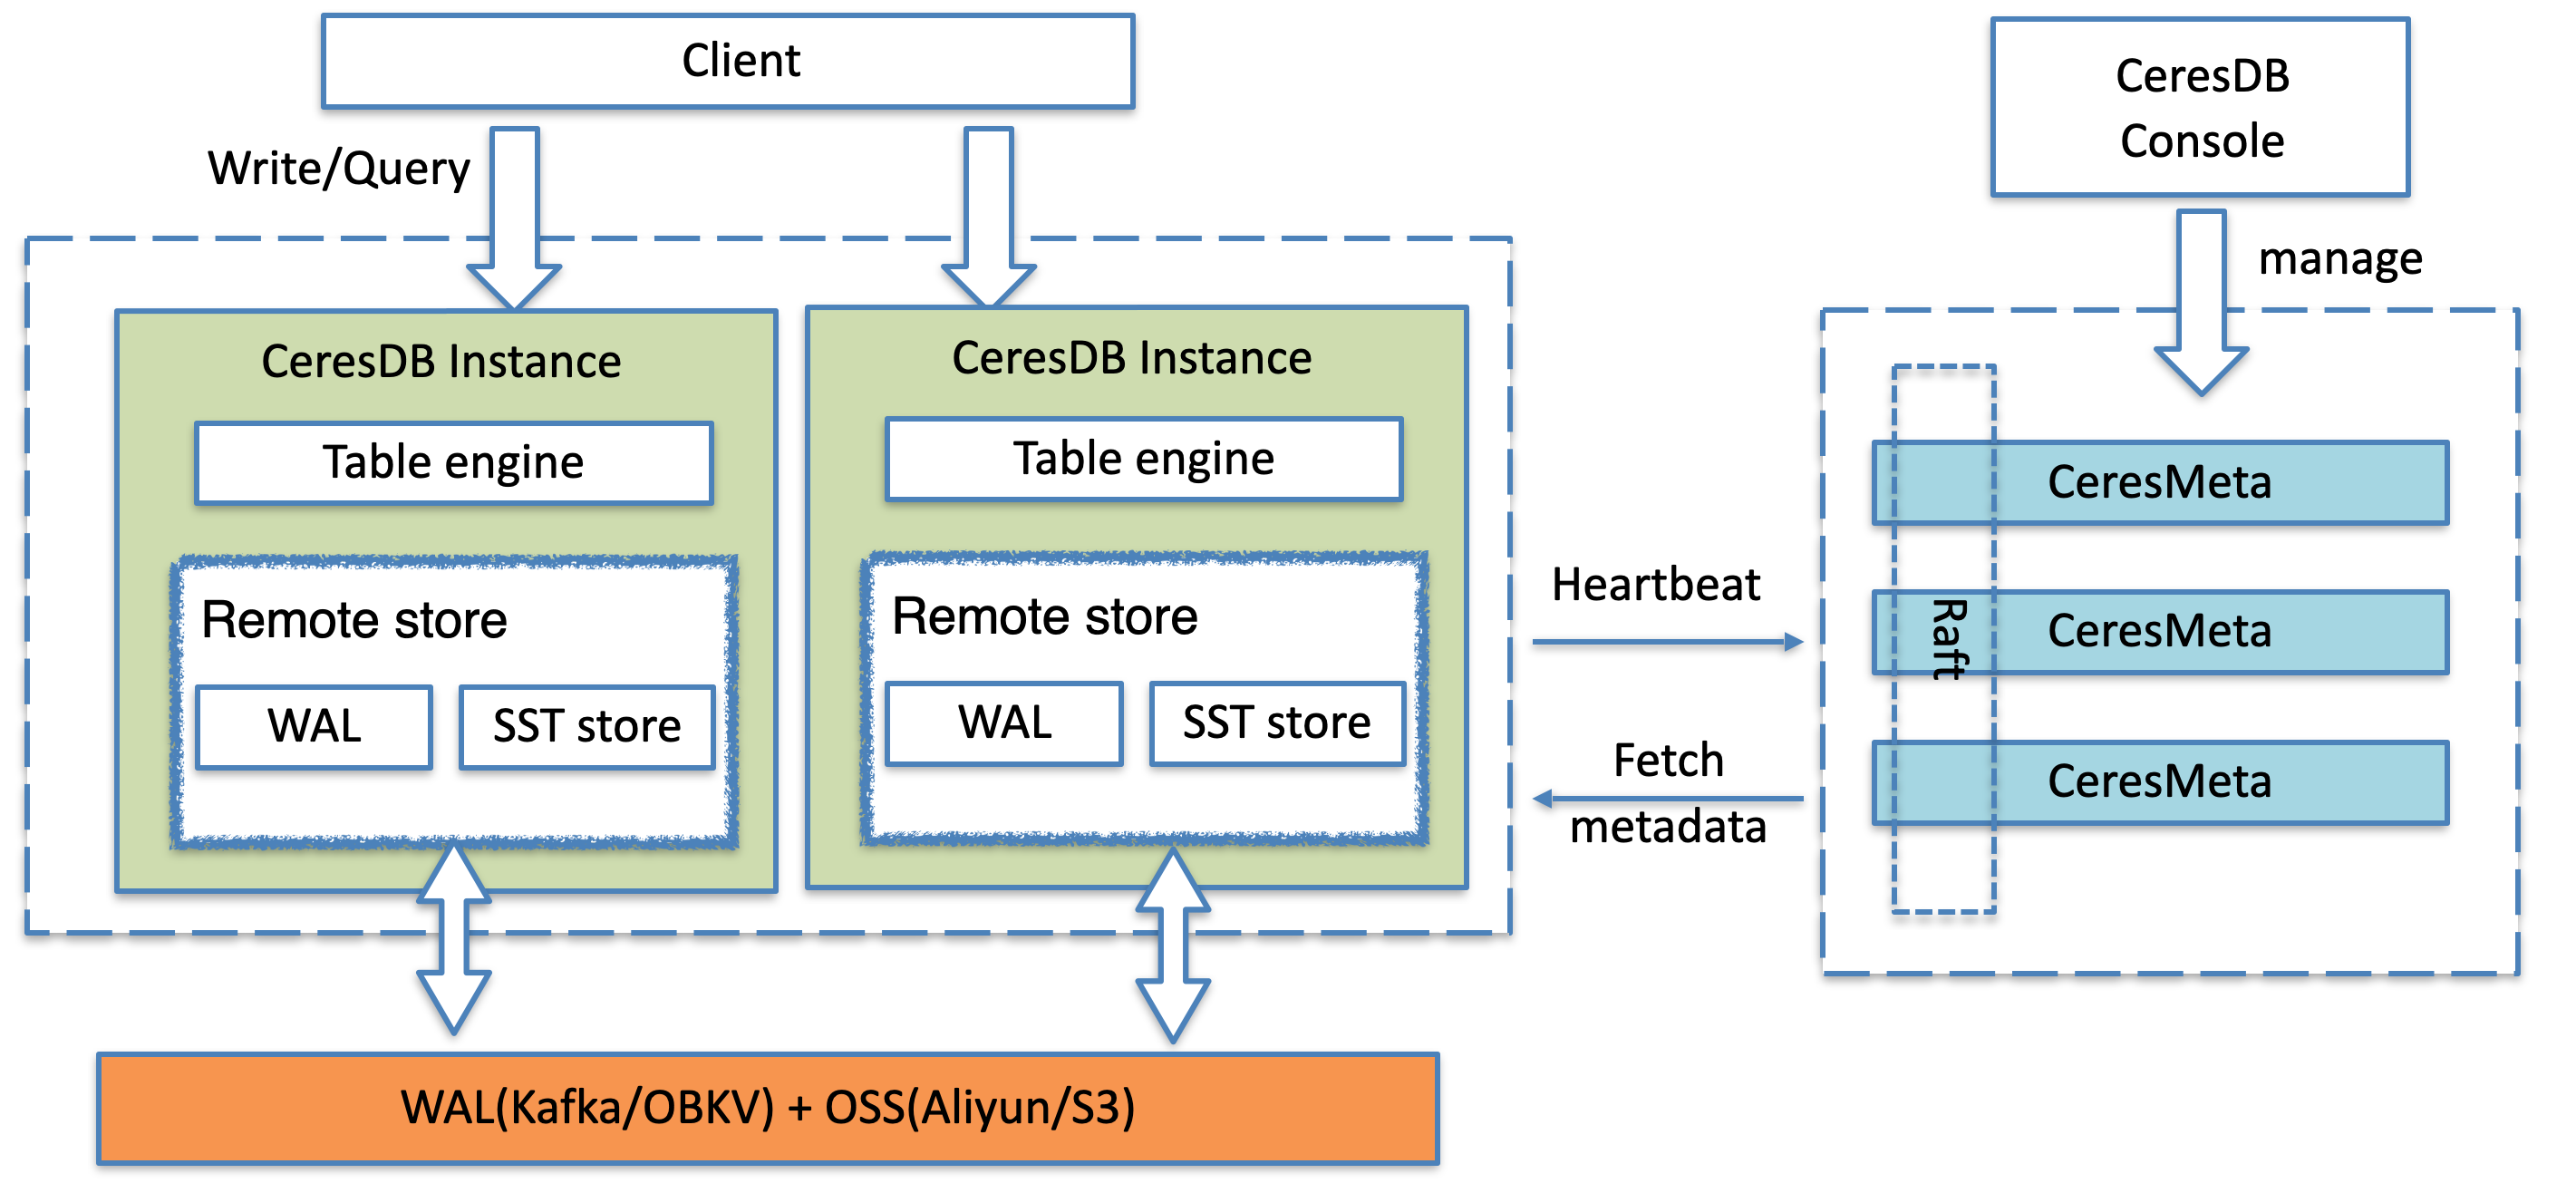 Client
CeresDB
Console
Write/Query
manage
CeresDB Instance
CeresDB Instance
Table engine
Table engine
CeresMeta
Heartbeat
Remote store
Remote store
Raft
CeresMeta
WAL
SST store
WAL
SST store
Fetch
metadata
CeresMeta
WAL(Kafka/OBKV) + OSS(Aliyun/S3)